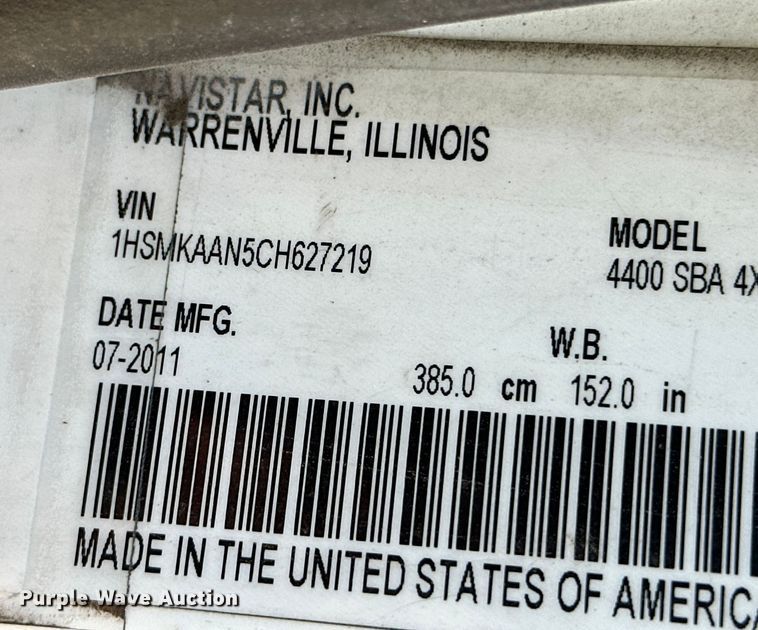 NAVISTAR, INC.
WARRENVILLE, ILLINOIS
VIN
1HSMKAAN5CH627219
MODEL
4400 SBA 4X
DATE MFG.
07-2011
W.B.
385.0 cm 152.0 in
MADE IN THE UNITED STATES OF AMERICA
Purple Wave Auction